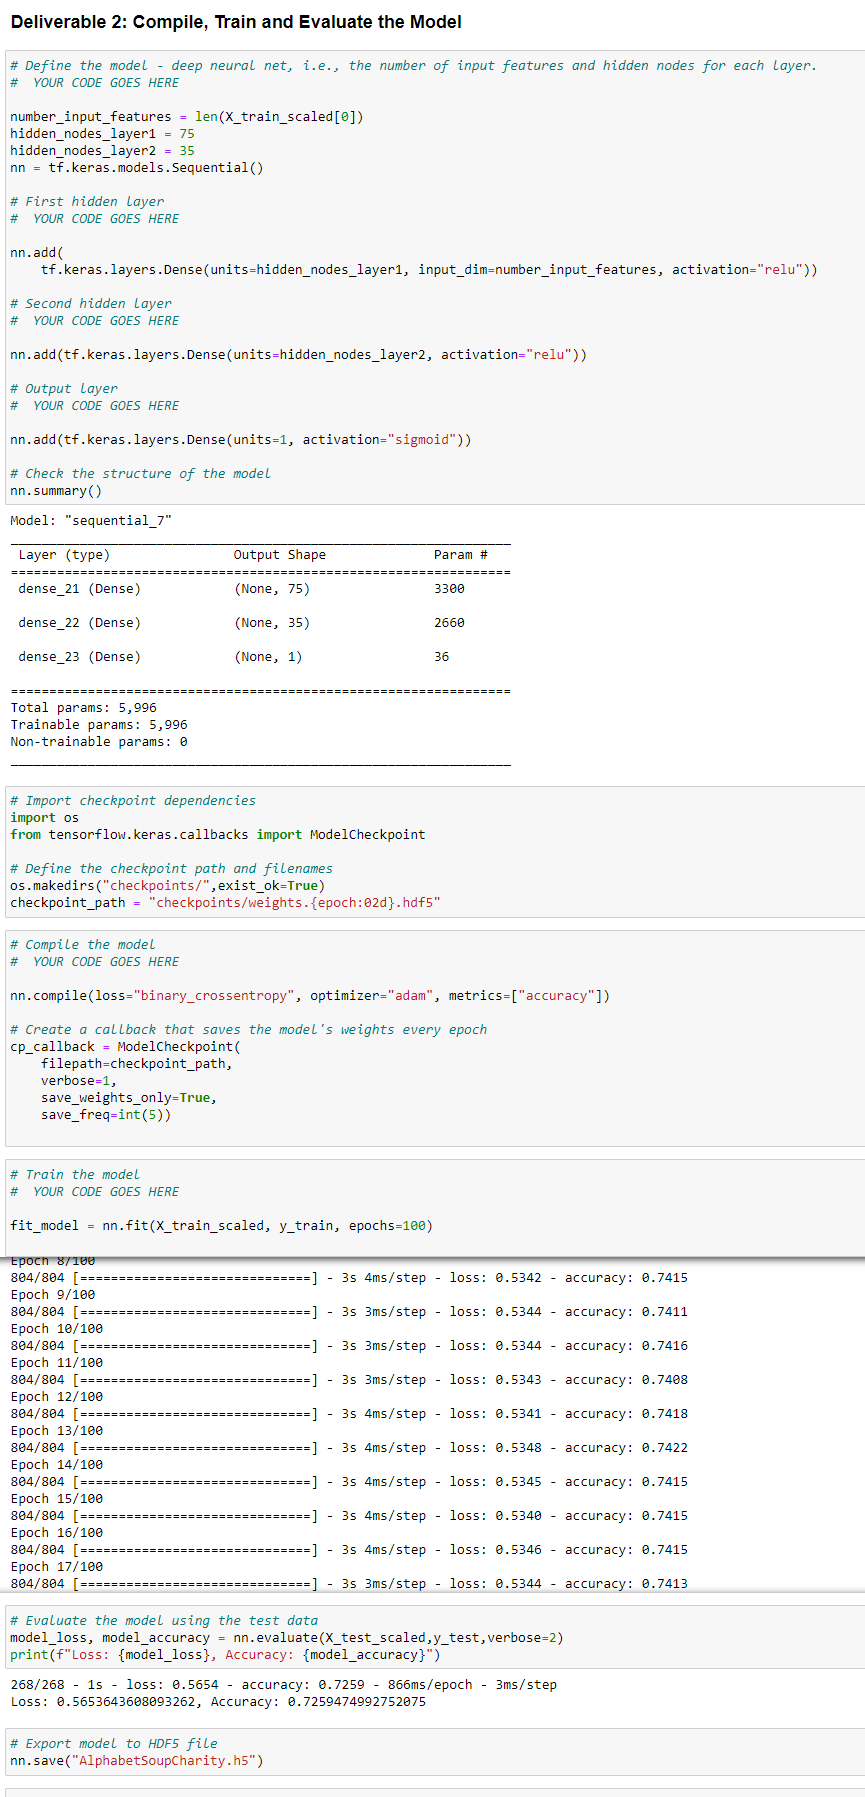 Deliverable 2: Compile, Train and Evaluate the Model
# Define the model - deep neural net, i.e., the number of input features and hidden nodes for each layer.
#  YOUR CODE GOES HERE
number_input_features = len(X_train_scaled[0])
hidden_nodes_layer1 = 75
hidden_nodes_layer2 = 35
nn = tf.keras.models.Sequential()
# First hidden layer
#  YOUR CODE GOES HERE
nn.add(
    tf.keras.layers.Dense(units=hidden_nodes_layer1, input_dim=number_input_features, activation="relu"))
# Second hidden layer
#  YOUR CODE GOES HERE
nn.add(tf.keras.layers.Dense(units=hidden_nodes_layer2, activation="relu"))
# Output layer
#  YOUR CODE GOES HERE
nn.add(tf.keras.layers.Dense(units=1, activation="sigmoid"))
# Check the structure of the model
nn.summary()
Model: "sequential_7"
_________________________________________________________________
Layer (type)                Output Shape              Param #
=================================================================
dense_21 (Dense)            (None, 75)                3300
dense_22 (Dense)            (None, 35)                2660
dense_23 (Dense)            (None, 1)                 36
=================================================================
Total params: 5,996
Trainable params: 5,996
Non-trainable params: 0
_________________________________________________________________
# Import checkpoint dependencies
import os
from tensorflow.keras.callbacks import ModelCheckpoint
# Define the checkpoint path and filenames
os.makedirs("checkpoints/",exist_ok=True)
checkpoint_path = "checkpoints/weights.{epoch:02d}.hdf5"
# Compile the model
#  YOUR CODE GOES HERE
nn.compile(loss="binary_crossentropy", optimizer="adam", metrics=["accuracy"])
# Create a callback that saves the model's weights every epoch
cp_callback = ModelCheckpoint(
    filepath=checkpoint_path,
    verbose=1,
    save_weights_only=True,
    save_freq=int(5))
# Train the model
#  YOUR CODE GOES HERE
fit_model = nn.fit(X_train_scaled, y_train, epochs=100)
Epoch 8/100
804/804 [==============================] - 3s 4ms/step - loss: 0.5342 - accuracy: 0.7415
Epoch 9/100
804/804 [==============================] - 3s 3ms/step - loss: 0.5344 - accuracy: 0.7411
Epoch 10/100
804/804 [==============================] - 3s 3ms/step - loss: 0.5344 - accuracy: 0.7416
Epoch 11/100
804/804 [==============================] - 3s 3ms/step - loss: 0.5343 - accuracy: 0.7408
Epoch 12/100
804/804 [==============================] - 3s 4ms/step - loss: 0.5341 - accuracy: 0.7418
Epoch 13/100
804/804 [==============================] - 3s 4ms/step - loss: 0.5348 - accuracy: 0.7422
Epoch 14/100
804/804 [==============================] - 3s 4ms/step - loss: 0.5345 - accuracy: 0.7415
Epoch 15/100
804/804 [==============================] - 3s 4ms/step - loss: 0.5340 - accuracy: 0.7415
Epoch 16/100
804/804 [==============================] - 3s 4ms/step - loss: 0.5346 - accuracy: 0.7415
Epoch 17/100
804/804 [==============================] - 3s 3ms/step - loss: 0.5344 - accuracy: 0.7413
# Evaluate the model using the test data
model_loss, model_accuracy = nn.evaluate(X_test_scaled,y_test,verbose=2)
print(f"Loss: {model_loss}, Accuracy: {model_accuracy}")
268/268 - 1s - loss: 0.5654 - accuracy: 0.7259 - 866ms/epoch - 3ms/step
Loss: 0.5653643608093262, Accuracy: 0.7259474992752075
# Export model to HDF5 file
nn.save("AlphabetSoupCharity.h5")